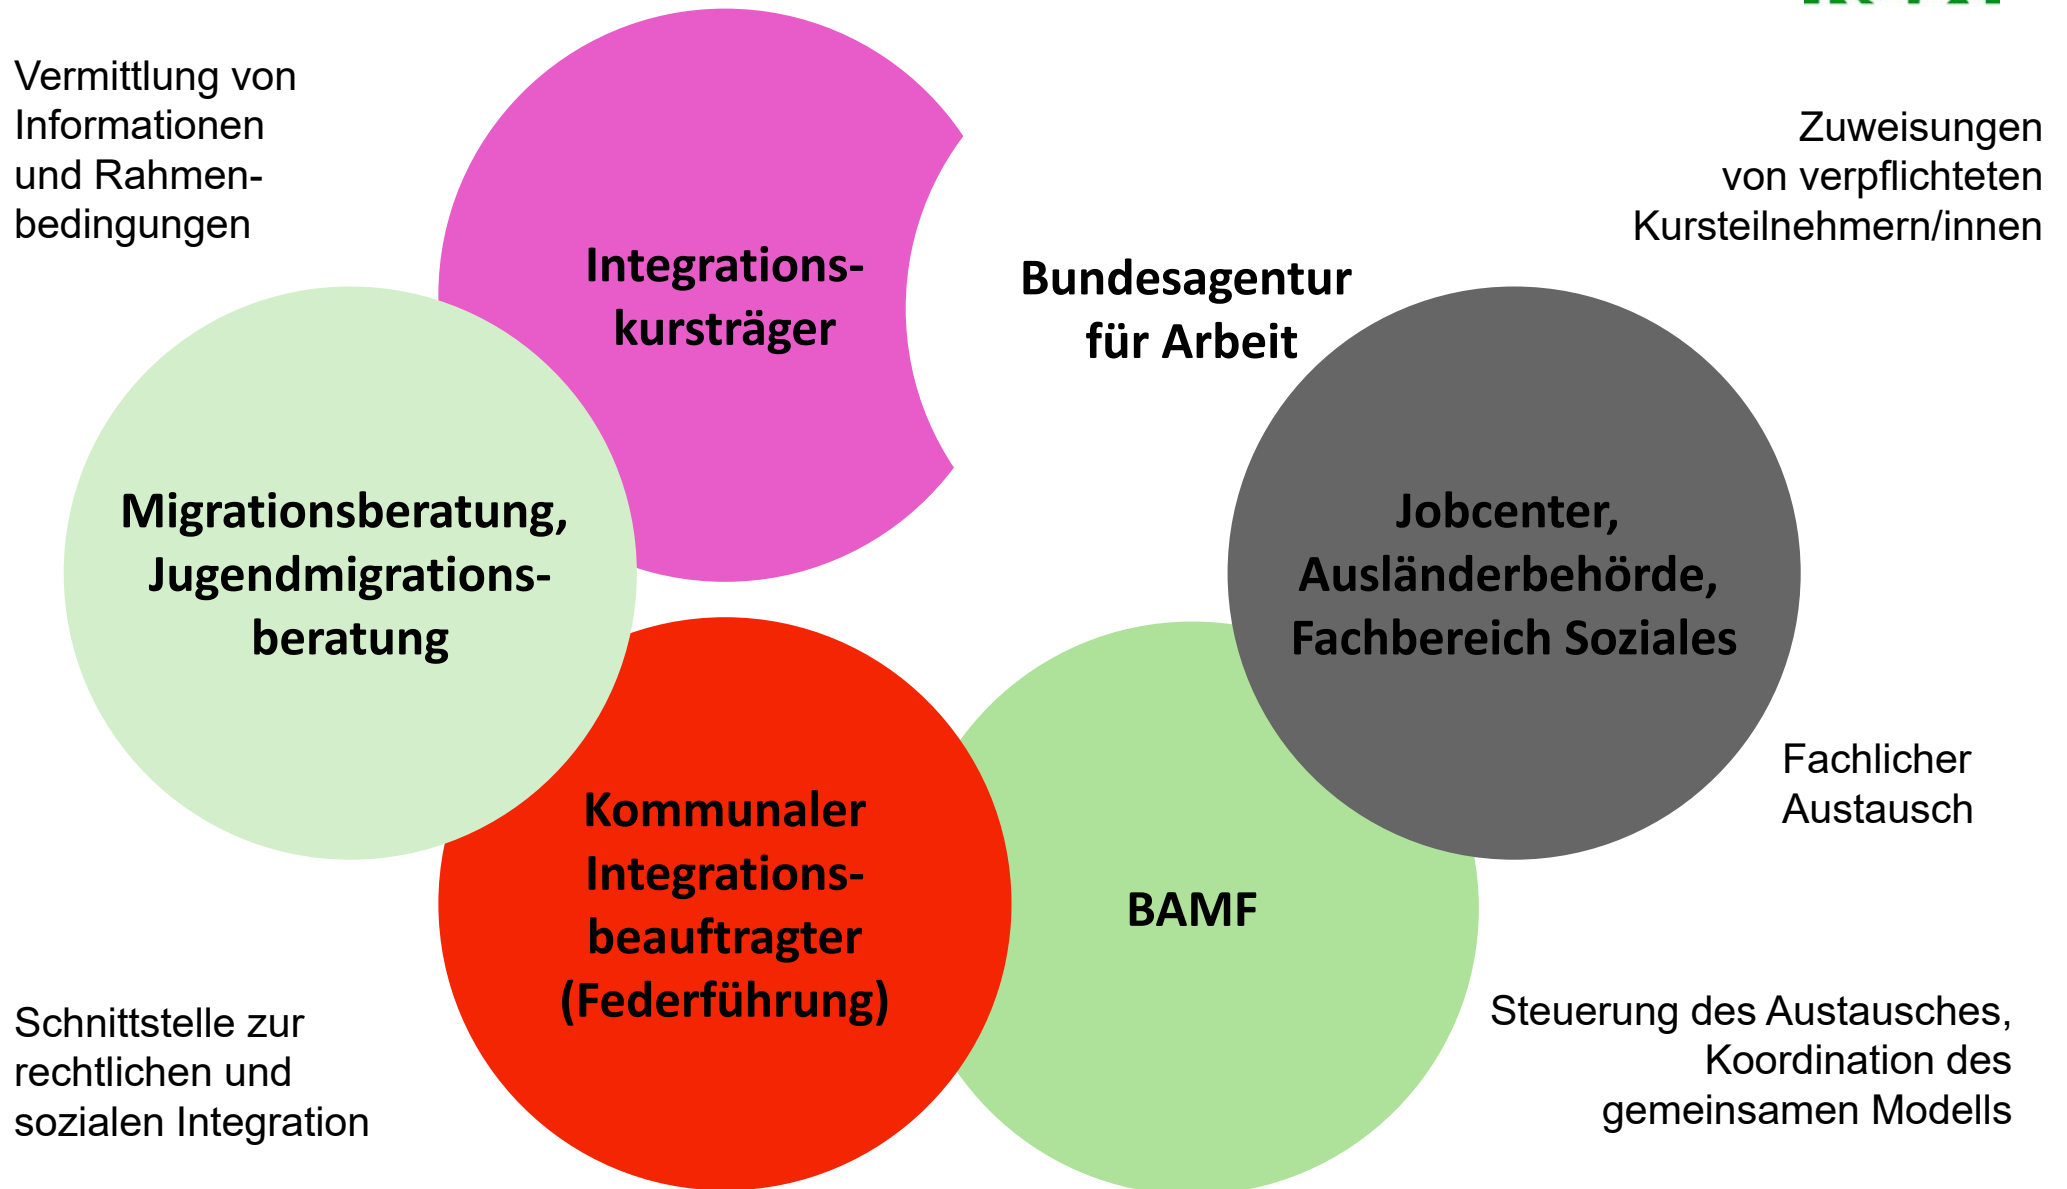 Vermittlung von
Informationen
und Rahmen-
bedingungen
Zuweisungen
von verpflichteten
Kursteilnehmern/innen
Integrations-
kursträger
Bundesagentur
für Arbeit
Migrationsberatung,
Jugendmigrations-
beratung
Jobcenter,
Ausländerbehörde,
Fachbereich Soziales
Kommunaler
Integrations-
beauftragter
(Federführung)
BAMF
Fachlicher
Austausch
Schnittstelle zur
rechtlichen und
sozialen Integration
Steuerung des Austausches,
Koordination des
gemeinsamen Modells